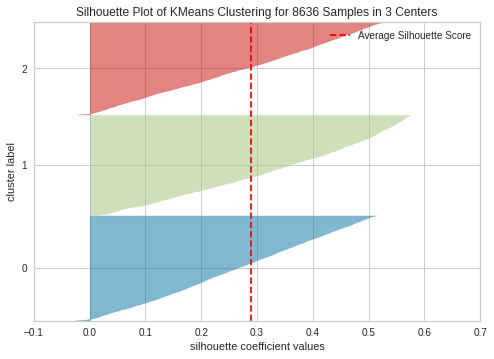 Silhouette Plot of KMeans Clustering for 8636 Samples in 3 Centers
Average Silhouette Score
2
1
0
cluster label
−0.1 0.0 0.1 0.2 0.3 0.4 0.5 0.6 0.7
silhouette coefficient values